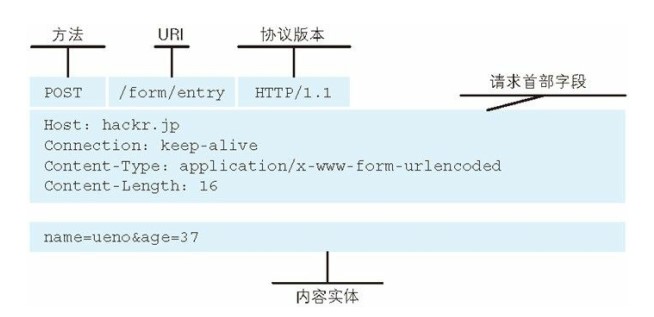 方法 URI 协议版本
请求首部字段
POST /form/entry HTTP/1.1
Host: hackr.jp
Connection: keep-alive
Content-Type: application/x-www-form-urlencoded
Content-Length: 16
name=ueno&age=37
内容实体